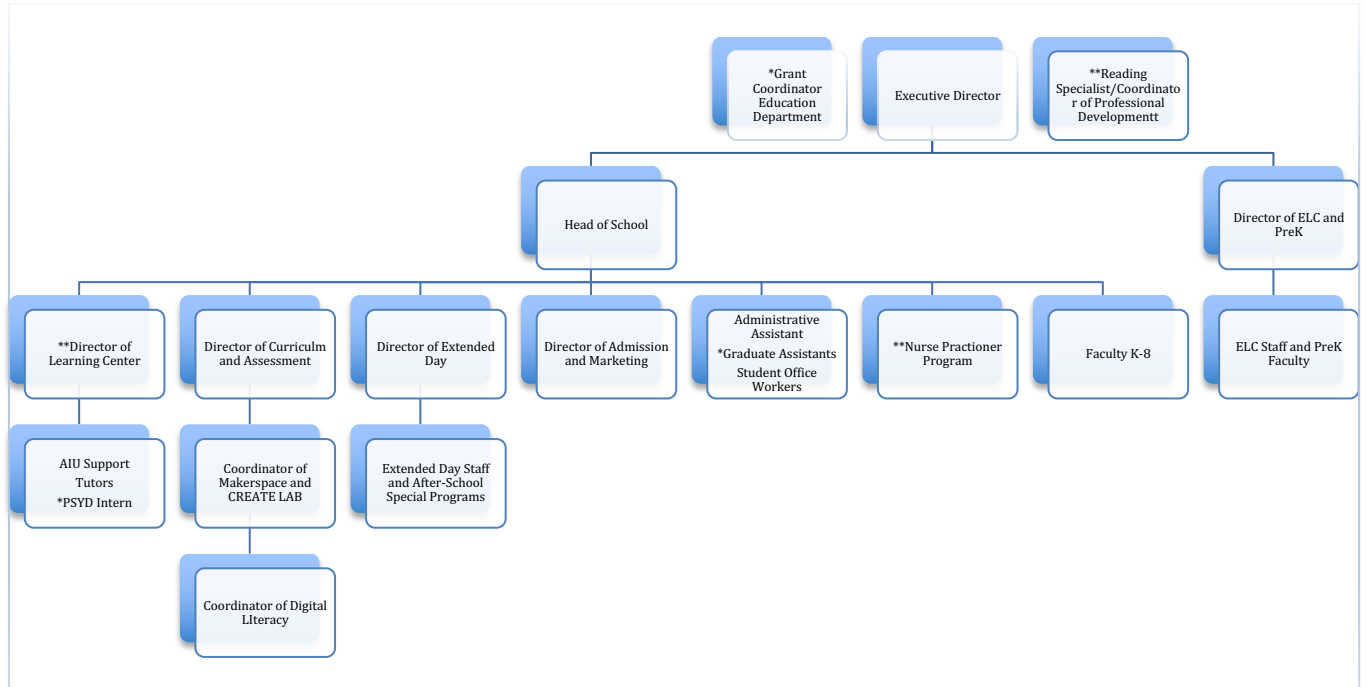 *Grant
Coordinator
Education
Department
Executive Director
**Reading
Specialist/Coordinato
r of Professional
Developmentt
Head of School
Director of ELC and
PreK
**Director of
Learning Center
Director of Curriculm
and Assessment
Director of Extended
Day
Director of Admission
and Marketing
Administrative
Assistant
*Graduate Assistants
Student Office
Workers
**Nurse Practioner
Program
Faculty K-8
ELC Staff and PreK
Faculty
AIU Support
Tutors
*PSYD Intern
Coordinator of
Makerspace and
CREATE LAB
Extended Day Staff
and After-School
Special Programs
Coordinator of Digital
LIteracy